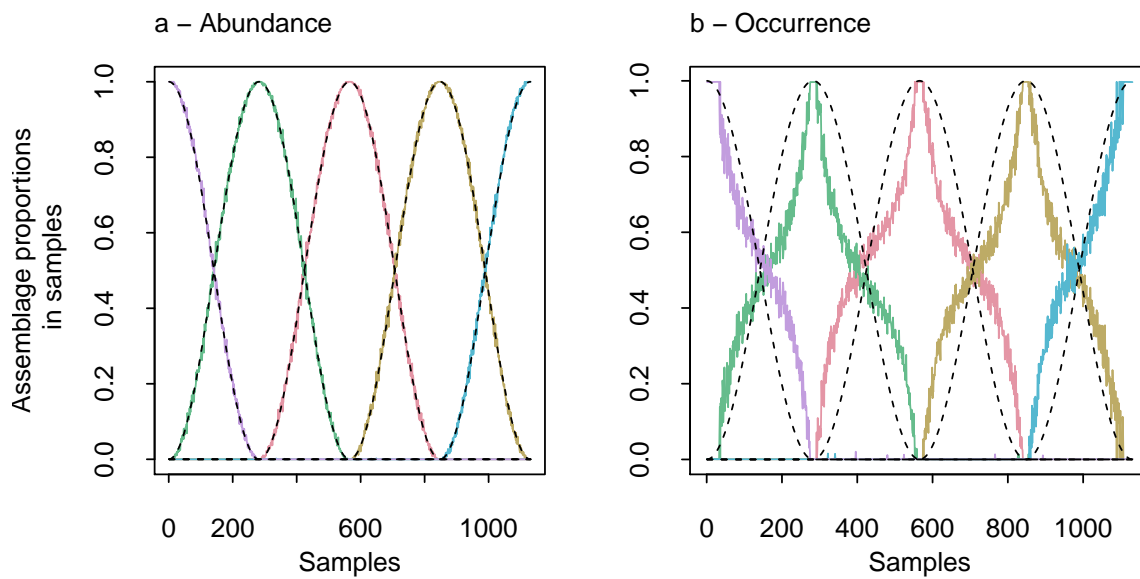 a – Abundance
b – Occurrence
Assemblage proportions
in samples
1.0
0.8
0.6
0.4
0.2
0.0
0 200 600 1000
Samples
1.0
0.8
0.6
0.4
0.2
0.0
0 200 400 600 800 1000
Samples